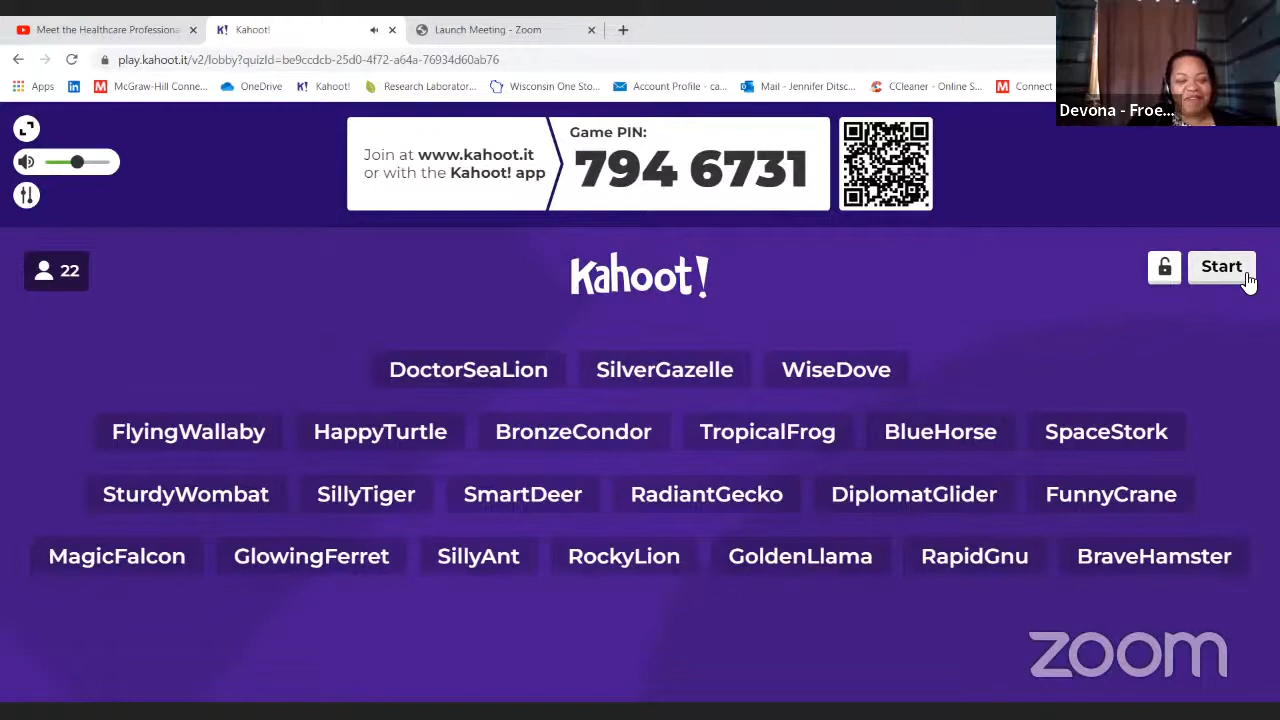 Meet the Healthcare Professiona
Kahoot!
Launch Meeting - Zoom
play.kahoot.it/v2/lobby?quizId=be9ccdcb-25d0-4f72-a64a-76934d60ab76
Apps
McGraw-Hill Conne...
OneDrive
Kahoot!
Research Laborator...
Wisconsin One Sto...
Account Profile - ca...
Mail - Jennifer Ditsc...
CCleaner - Online S...
Connect
Devona - Froe...
Join at www.kahoot.it
or with the Kahoot! app
Game PIN:
794 6731
22
Kahoot!
Start
DoctorSeaLion SilverGazelle WiseDove
FlyingWallaby HappyTurtle BronzeCondor TropicalFrog BlueHorse SpaceStork
SturdyWombat SillyTiger SmartDeer RadiantGecko DiplomatGlider FunnyCrane
MagicFalcon GlowingFerret SillyAnt RockyLion GoldenLlama RapidGnu BraveHamster
zoom